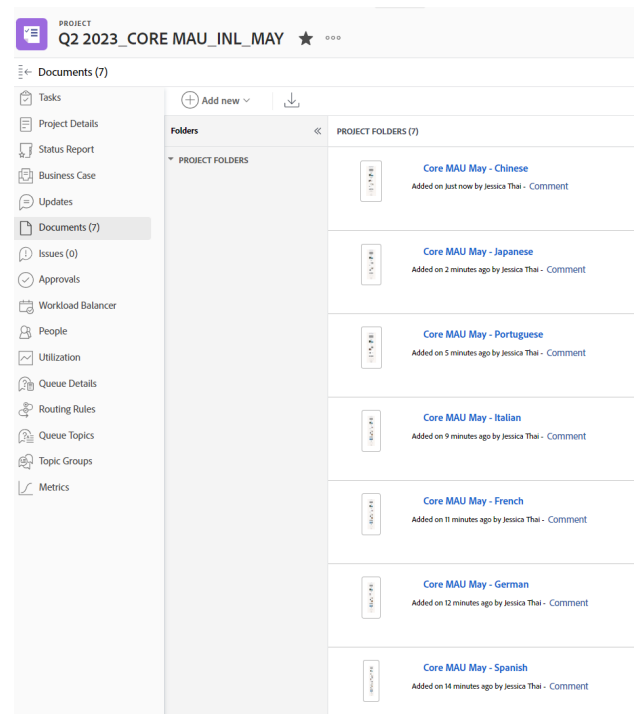 PROJECT
Q2 2023_CORE MAU_INL_MAY
Documents (7)
Tasks
Project Details
Status Report
Business Case
Updates
Documents (7)
Issues (0)
Approvals
Workload Balancer
People
Utilization
Queue Details
Routing Rules
Queue Topics
Topic Groups
Metrics
Add new
Folders
PROJECT FOLDERS
PROJECT FOLDERS (7)
Core MAU May - Chinese
Added on Just now by Jessica Thai - Comment
Core MAU May - Japanese
Added on 2 minutes ago by Jessica Thai - Comment
Core MAU May - Portuguese
Added on 5 minutes ago by Jessica Thai - Comment
Core MAU May - Italian
Added on 9 minutes ago by Jessica Thai - Comment
Core MAU May - French
Added on 11 minutes ago by Jessica Thai - Comment
Core MAU May - German
Added on 12 minutes ago by Jessica Thai - Comment
Core MAU May - Spanish
Added on 14 minutes ago by Jessica Thai - Comment